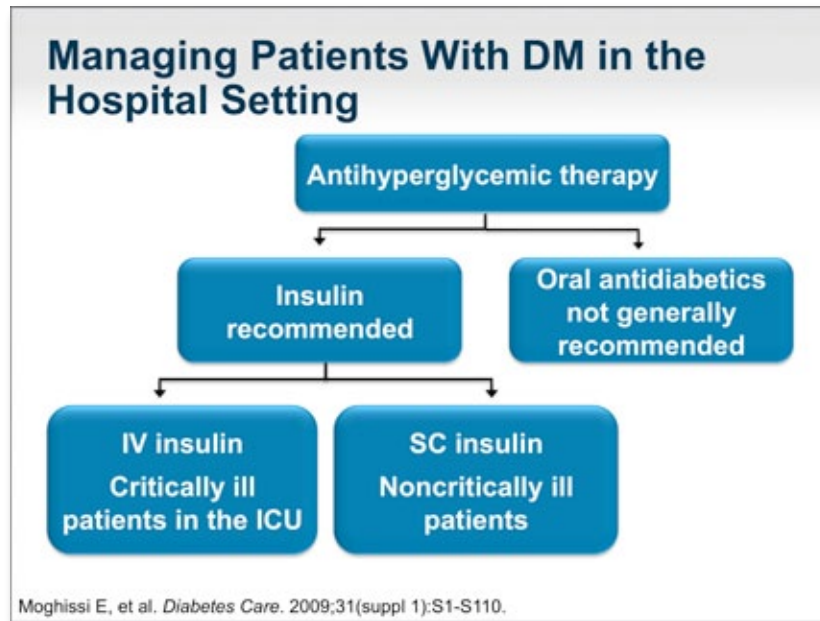 Managing Patients With DM in the
Hospital Setting
Antihyperglycemic therapy
Insulin
recommended
Oral antidiabetics
not generally
recommended
IV insulin
Critically ill
patients in the ICU
SC insulin
Noncritically ill
patients
Moghissi E, et al. Diabetes Care. 2009;31(suppl 1):S1-S110.